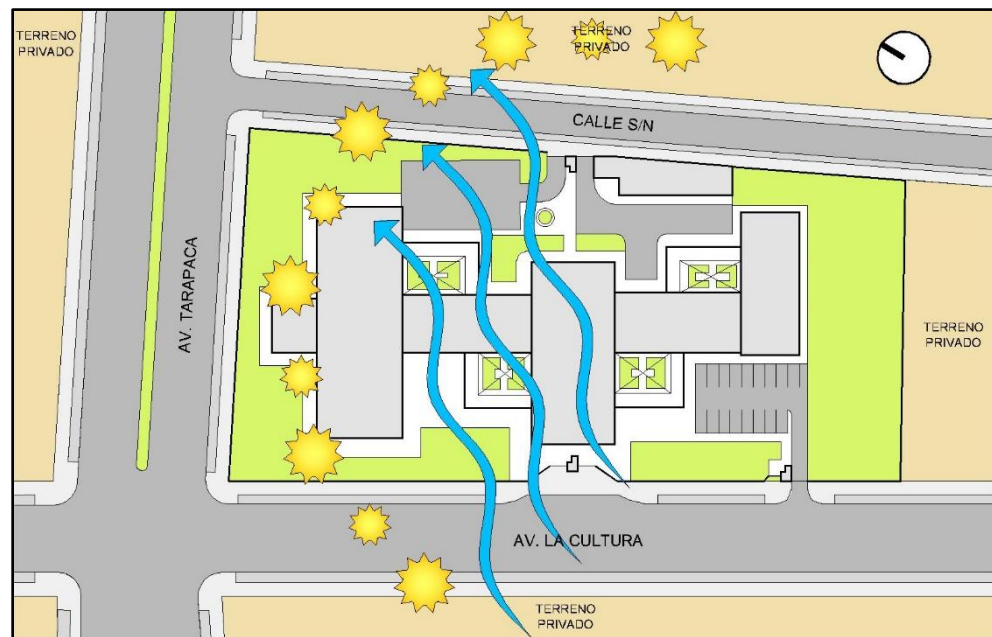 TERRENO
PRIVADO
TERRENO
PRIVADO
CALLE S/N
AV. TARAPACA
TERRENO
PRIVADO
AV. LA CULTURA
TERRENO
PRIVADO